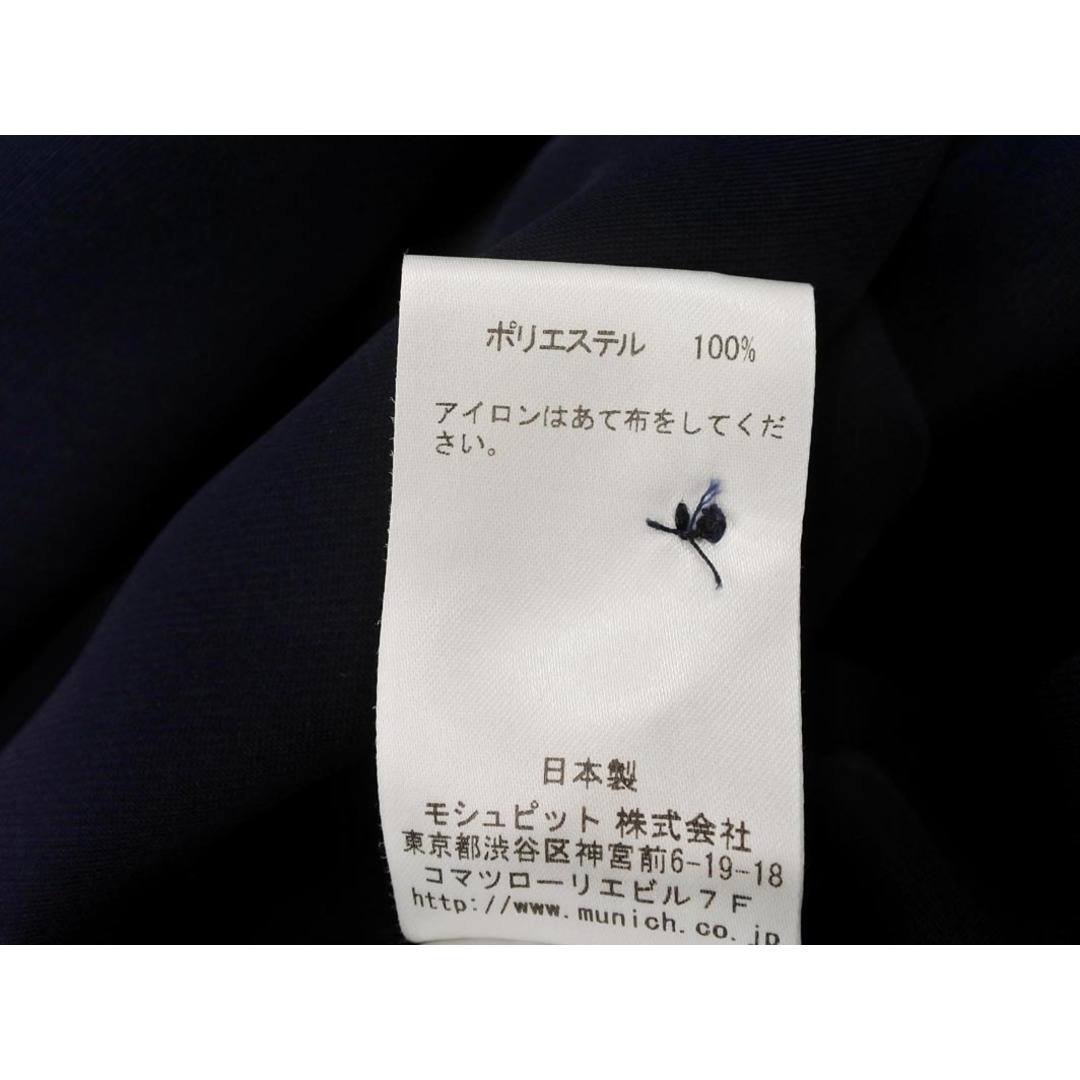 ポリエステル 100%
アイロンはあて布をしてくだ
さい。
日本製
モシュピット 株式会社
東京都渋谷区神宮前6-19-18
コマツローリエビル7F
http://www.munich.co.jp